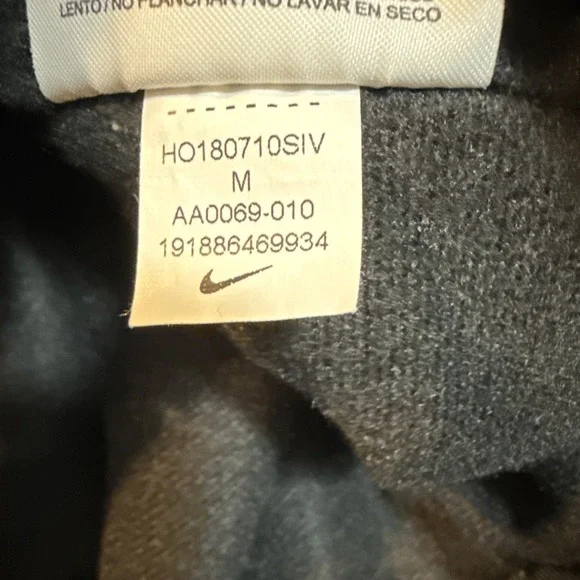 LENTO / NO PLANCHAR / NO LAVAR EN SECO
HO180710SIV
M
AA0069-010
191886469934